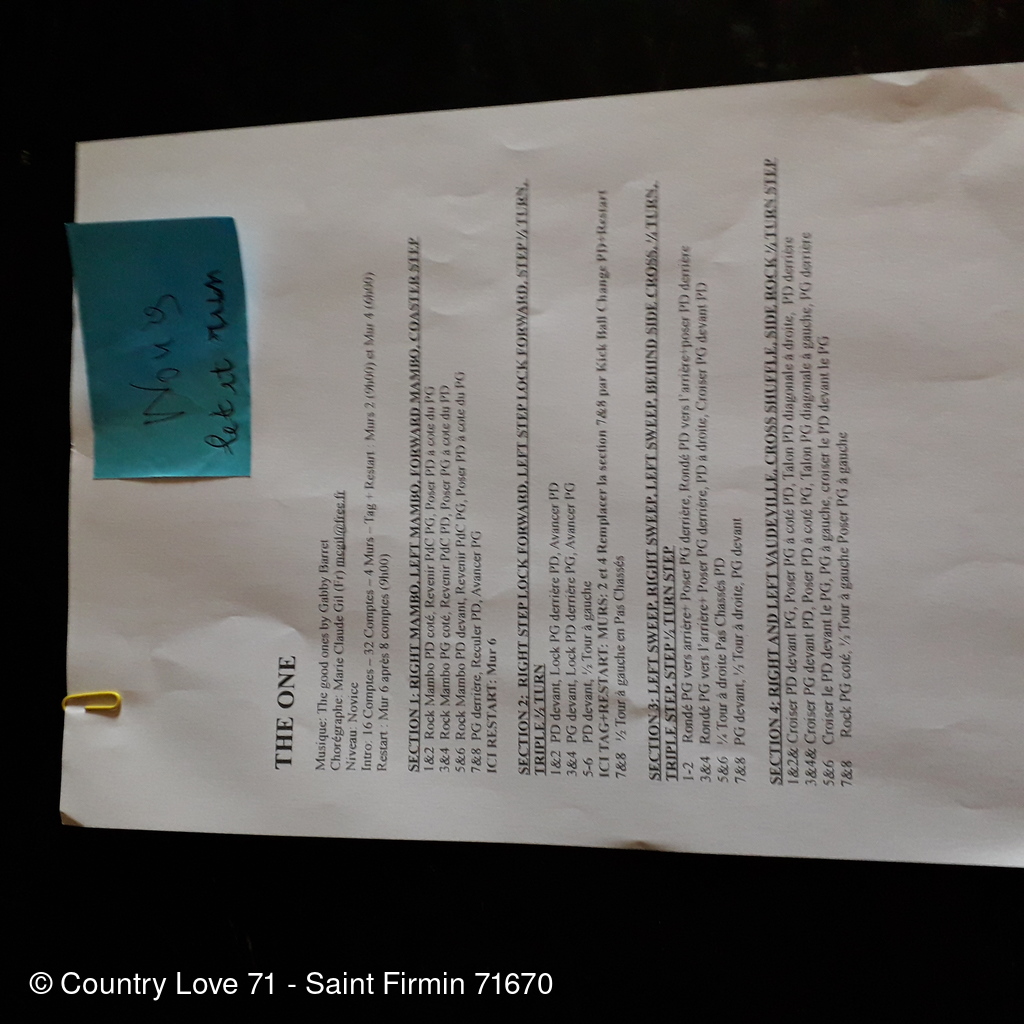 Nous
let it run
THE ONE
Musique: The good ones by Gabby Barret
Chorégraphe: Marie Claude Gil (Fr) mcgil@free.fr
Niveau: Novice
Intro: 16 Comptes – 32 Comptes – 4 Murs – Tag + Restart : Murs 2 (9h00) et Mur 4 (6h00)
Restart : Mur 6 après 8 comptes (9h00)
SECTION 1: RIGHT MAMBO, LEFT MAMBO, FORWARD MAMBO, COASTER STEP
1&2 Rock Mambo PD coté, Revenir PdC PG, Poser PD à cote du PG
3&4 Rock Mambo PG coté, Revenir PdC PD, Poser PG à cote du PD
5&6 Rock Mambo PD devant, Revenir PdC PG, Poser PD à cote du PG
7&8 PG derrière, Reculer PD, Avancer PG
ICI RESTART: Mur 6
SECTION 2: RIGHT STEP LOCK FORWARD, LEFT STEP LOCK FORWARD, STEP ½ TURN,
TRIPLE ½ TURN
1&2 PD devant, Lock PG derrière PD, Avancer PD
3&4 PG devant, Lock PD derrière PG, Avancer PG
5-6 PD devant, ½ Tour à gauche
ICI TAG+RESTART: MURS: 2 et 4 Remplacer la section 7&8 par Kick Ball Change PD+Restart
7&8 ½ Tour à gauche en Pas Chassés
SECTION 3: LEFT SWEEP, RIGHT SWEEP, LEFT SWEEP, BEHIND SIDE CROSS, ¼ TURN,
TRIPLE STEP, STEP ½ TURN STEP
1-2 Rondé PG vers arrière+ Poser PG derrière, Rondé PD vers l'arrière+poser PD derrière
3&4 Rondé PG vers l'arrière+ Poser PG derrière, PD à droite, Croiser PG devant PD
5&6 ¼ Tour à droite Pas Chassés PD
7&8 PG devant, ½ Tour à droite, PG devant
SECTION 4: RIGHT AND LEFT VAUDEVILLE, CROSS SHUFFLE, SIDE ROCK ¼ TURN STEP
1&2& Croiser PD devant PG, Poser PG à coté PD, Talon PD diagonale à droite, PD derrière
3&4& Croiser PG devant PD, Poser PD à coté PG, Talon PG diagonale à gauche, PG derrière
5&6 Croiser le PD devant le PG, PG à gauche, croiser le PD devant le PG
7&8 Rock PG coté, ¼ Tour à gauche Poser PG à gauche
© Country Love 71 - Saint Firmin 71670